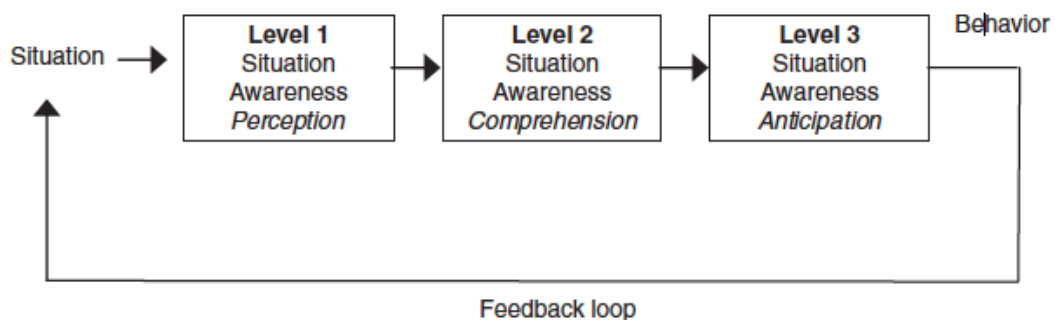 Situation
Level 1
Situation
Awareness
Perception
Level 2
Situation
Awareness
Comprehension
Level 3
Situation
Awareness
Anticipation
Behavior
Feedback loop